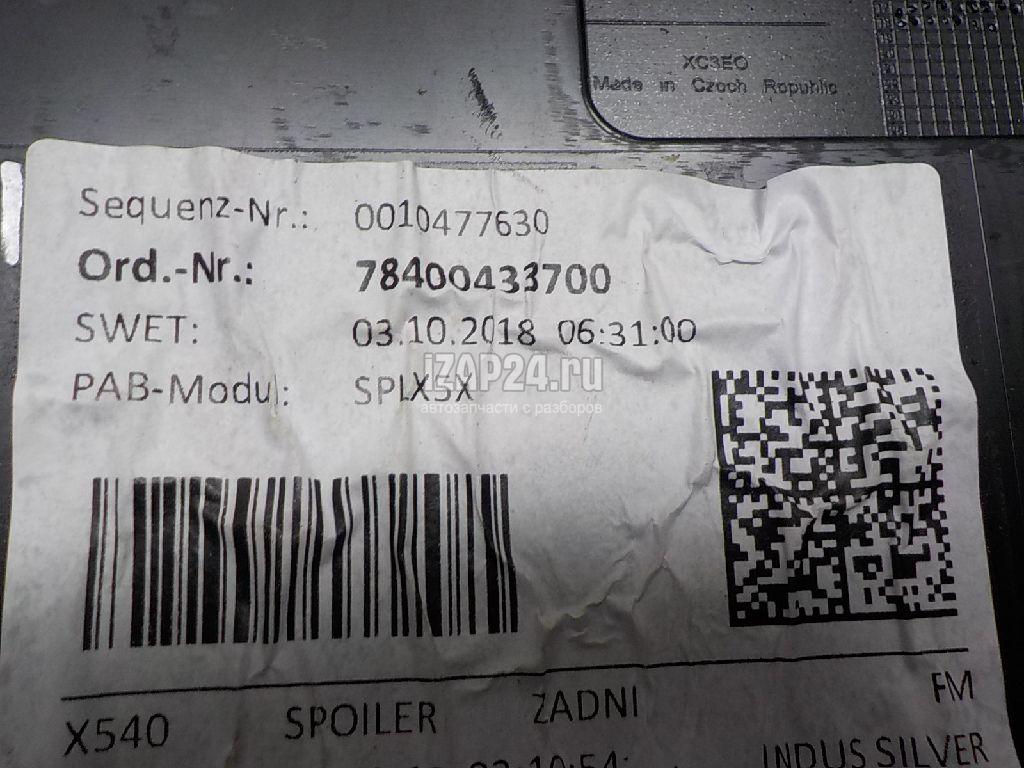 XC3EO
Made in Czech Republic
Sequenz-Nr.: 0010477630
Ord.-Nr.: 78400433700
SWET: 03.10.2018 06:31:00
PAB-Modul: SPLX5X
iZAP24.ru
автозапчасти с разборов
FM
X540 SPOILER ZADNI
INDUS SILVER